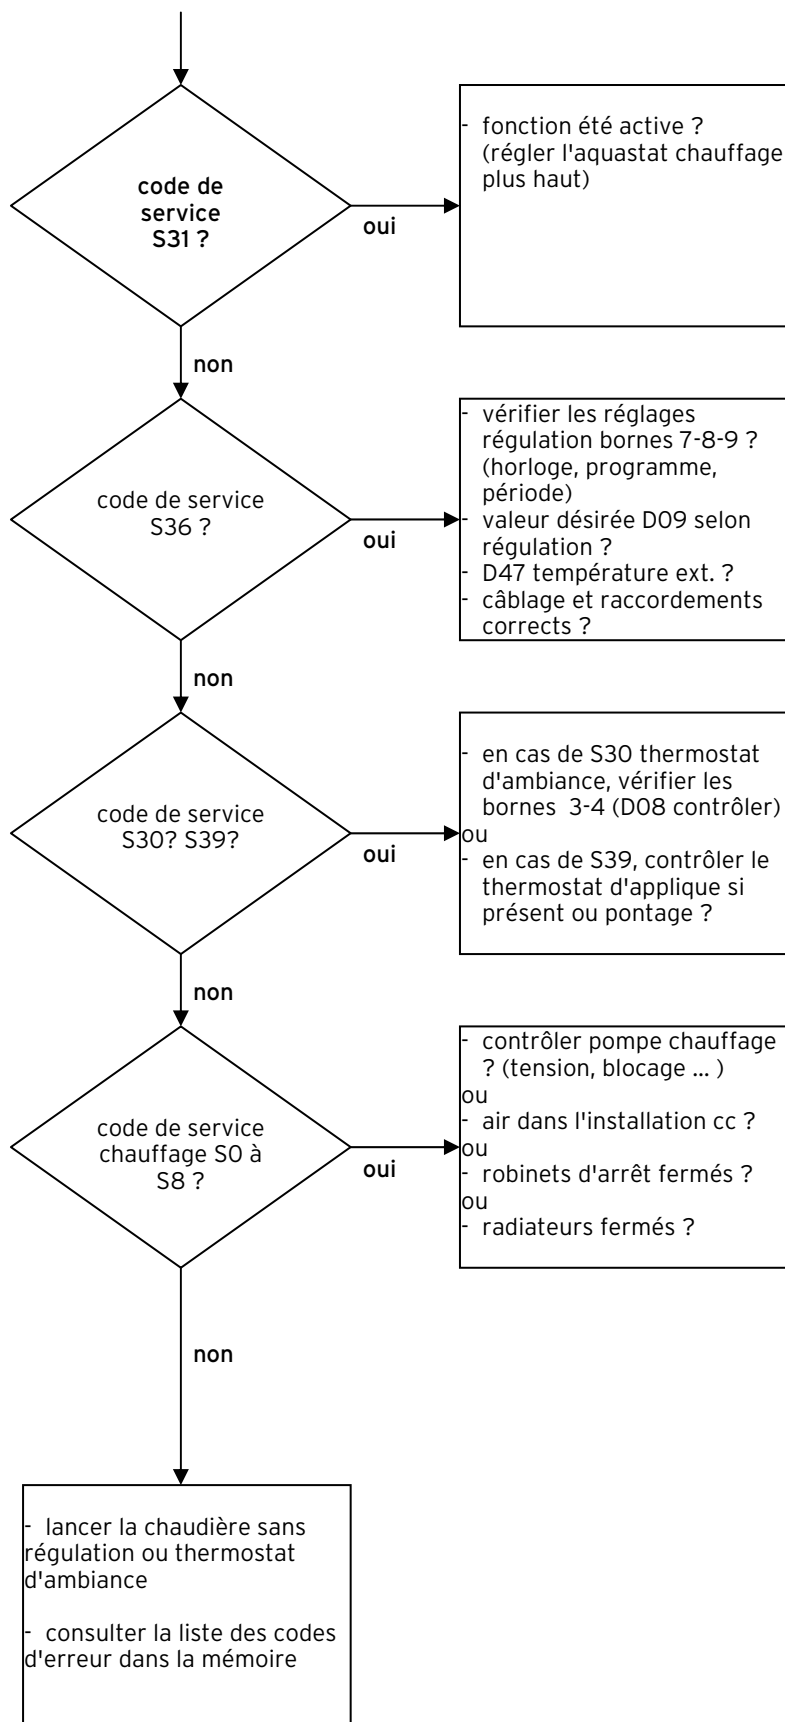 code de
service
S31 ?
oui
- fonction été active ?
(régler l'aquastat chauffage
plus haut)
non
code de service
S36 ?
oui
- vérifier les réglages
régulation bornes 7-8-9 ?
(horloge, programme,
période)
- valeur désirée D09 selon
régulation ?
- D47 température ext. ?
- câblage et raccordements
corrects ?
non
code de service
S30? S39?
oui
- en cas de S30 thermostat
d'ambiance, vérifier les
bornes 3-4 (D08 contrôler)
ou
- en cas de S39, contrôler le
thermostat d'applique si
présent ou pontage ?
non
code de service
chauffage S0 à
S8 ?
oui
- contrôler pompe chauffage
? (tension, blocage ... )
ou
- air dans l'installation cc ?
ou
- robinets d'arrêt fermés ?
ou
- radiateurs fermés ?
non
- lancer la chaudière sans
régulation ou thermostat
d'ambiance
- consulter la liste des codes
d'erreur dans la mémoire